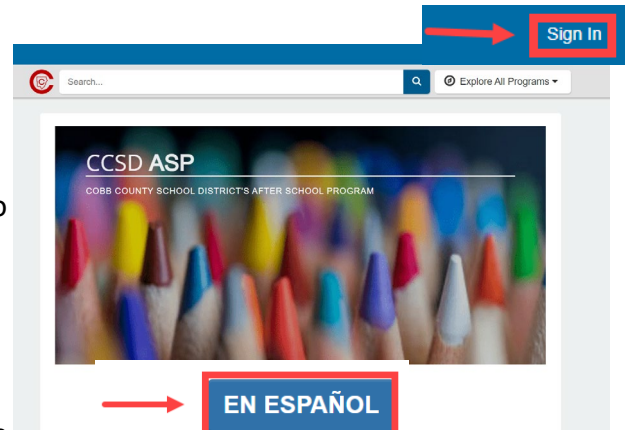 Sign In
Search...
Explore All Programs
CCSD ASP
COBB COUNTY SCHOOL DISTRICT'S AFTER SCHOOL PROGRAM
EN ESPAÑOL